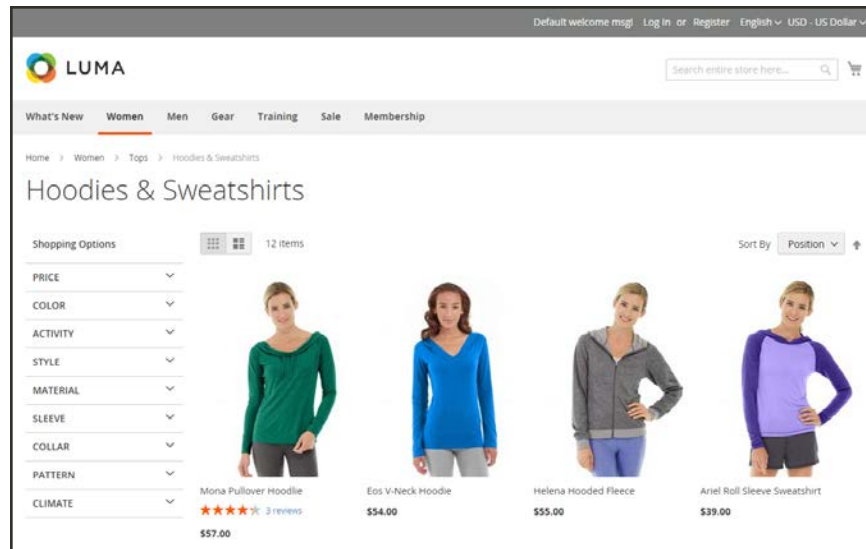 Default welcome msg! Log In or Register English USD - US Dollar
LUMA
Search entire store here...
What's New Women Men Gear Training Sale Membership
Home > Women > Tops > Hoodies & Sweatshirts
Hoodies & Sweatshirts
Shopping Options
12 items
Sort By Position
PRICE
COLOR
ACTIVITY
STYLE
MATERIAL
SLEEVE
COLLAR
PATTERN
CLIMATE
Mona Pullover Hoodlie
3 reviews
$57.00
Eos V-Neck Hoodie
$54.00
Helena Hooded Fleece
$55.00
Ariel Roll Sleeve Sweatshirt
$39.00